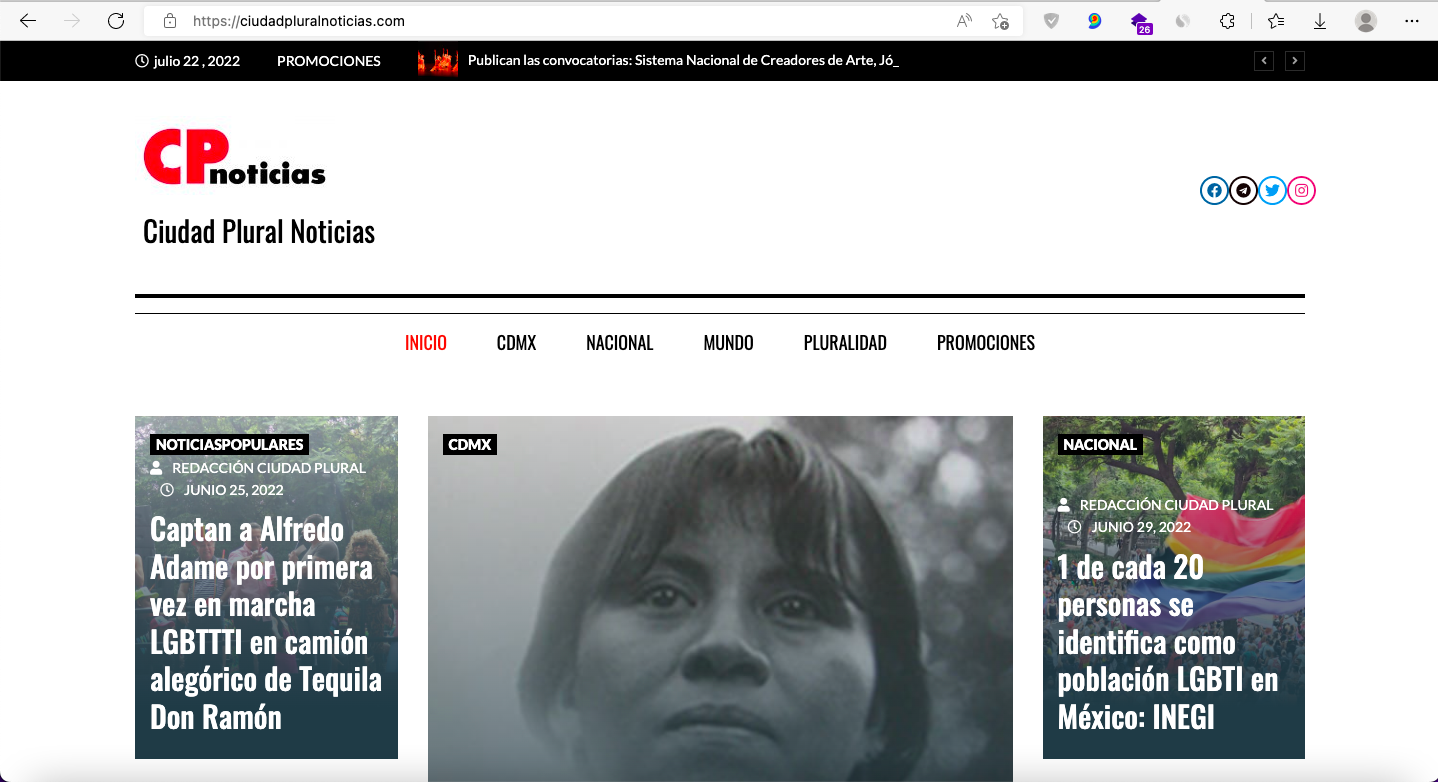 https://ciudadpluralnoticias.com
26
julio 22 , 2022
PROMOCIONES
Publican las convocatorias: Sistema Nacional de Creadores de Arte, Jó_
CPnoticias
Ciudad Plural Noticias
INICIO CDMX NACIONAL MUNDO PLURALIDAD PROMOCIONES
NOTICIASPOPULARES
REDACCIÓN CIUDAD PLURAL
JUNIO 25, 2022
Captan a Alfredo
Adame por primera
vez en marcha
LGBTTTI en camión
alegórico de Tequila
Don Ramón
CDMX
NACIONAL
REDACCIÓN CIUDAD PLURAL
JUNIO 29, 2022
1 de cada 20
personas se
identifica como
población LGBTI en
México: INEGI